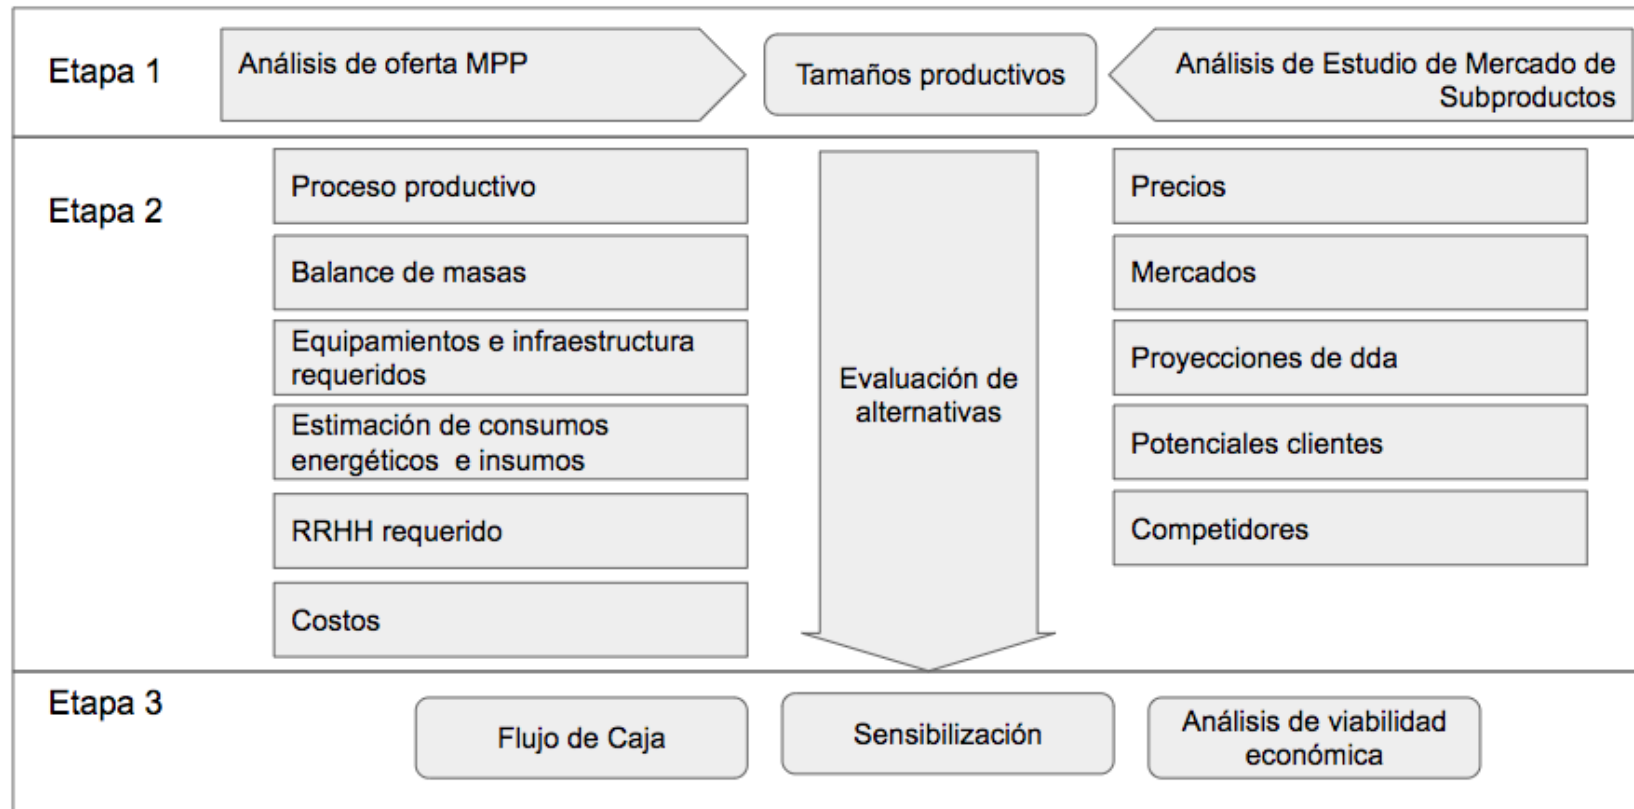 Etapa 1
Análisis de oferta MPP
Tamaños productivos
Análisis de Estudio de Mercado de
Subproductos
Etapa 2
Proceso productivo
Balance de masas
Equipamientos e infraestructura
requeridos
Estimación de consumos
energéticos e insumos
RRHH requerido
Costos
Evaluación de
alternativas
Precios
Mercados
Proyecciones de dda
Potenciales clientes
Competidores
Etapa 3
Flujo de Caja
Sensibilización
Análisis de viabilidad
económica